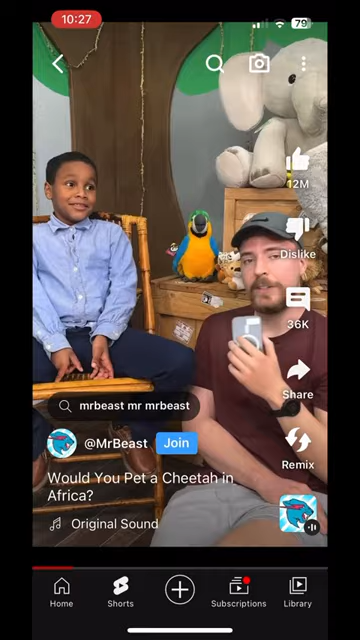 10:27
79
12M
Dislike
36K
Share
mrbeast mr mrbeast
@MrBeast
Join
Remix
Would You Pet a Cheetah in
Africa?
Original Sound
Home
Shorts
Subscriptions
Library